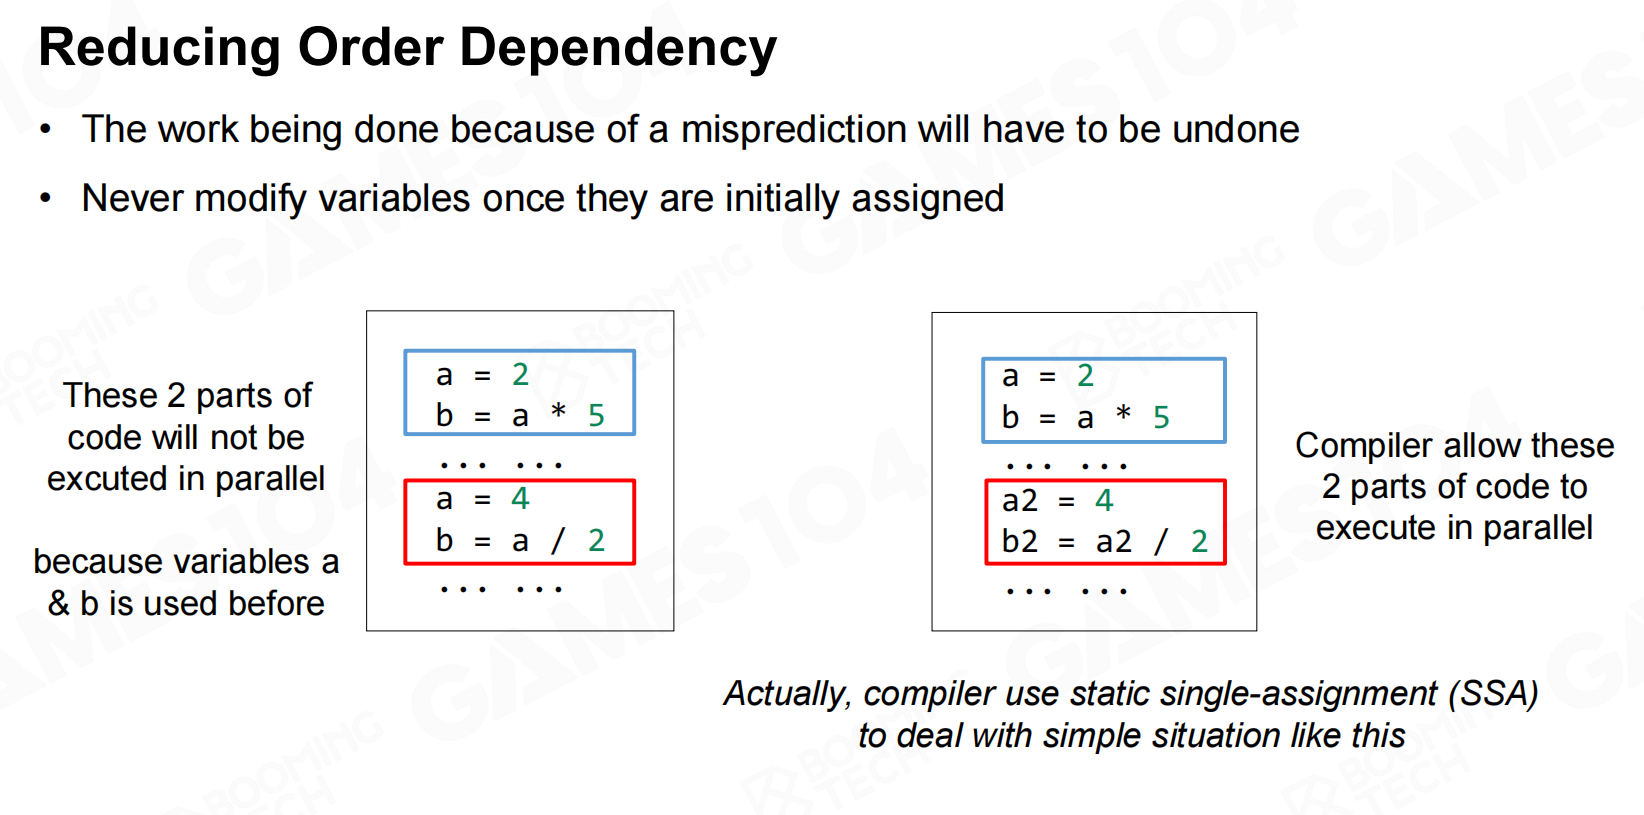 Reducing Order Dependency
• The work being done because of a misprediction will have to be undone
• Never modify variables once they are initially assigned
These 2 parts of
code will not be
excuted in parallel
because variables a
& b is used before
a = 2
b = a * 5
... ...
a = 4
b = a / 2
... ...
a = 2
b = a * 5
... ...
a2 = 4
b2 = a2 / 2
... ...
Compiler allow these
2 parts of code to
execute in parallel
Actually, compiler use static single-assignment (SSA)
to deal with simple situation like this
GAMES104
BOOMING
TECH